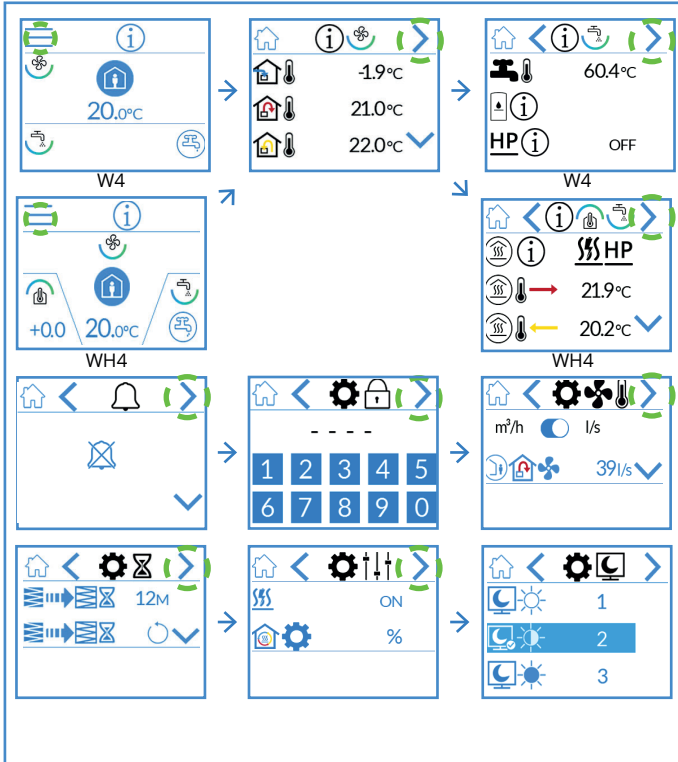 20.0°C
W4
-1.9°C
21.0°C
22.0°C
60.4°C
HP
OFF
W4
+0.0
20.0°C
WH4
HP
21.9°C
20.2°C
WH4
- - - -
1 2 3 4 5
6 7 8 9 0
m³/h l/s
39 l/s
12M
ON
%
1
2
3